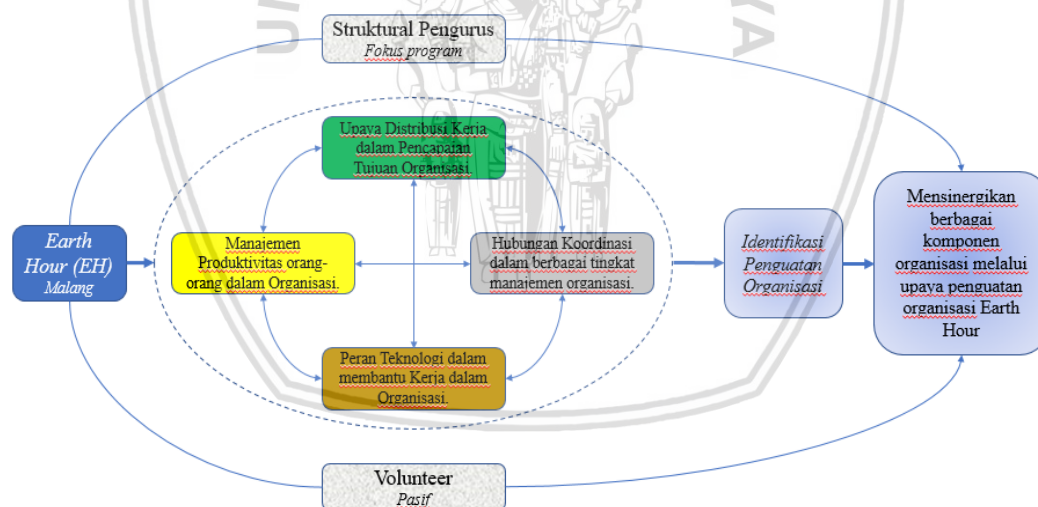 Struktural Pengurus
Fokus program
Upaya Distribusi Kerja
dalam Pencapaian
Tujuan Organisasi.
Earth
Hour (EH)
Malang
Manajemen
Produktivitas orang-
orang dalam Organisasi.
Hubungan Koordinasi
dalam berbagai tingkat
manajemen organisasi.
Identifikasi
Penguatan
Organisasi
Mensinergikan
berbagai
komponen
organisasi melalui
upaya penguatan
organisasi Earth
Hour
Peran Teknologi dalam
membantu Kerja dalam
Organisasi.
Volunteer
Pasif